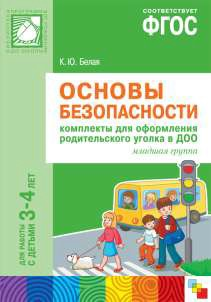 СООТВЕТСТВУЕТ
ФГОС
К. Ю. Белая
ОСНОВЫ
БЕЗОПАСНОСТИ
комплекты для оформления
родительского уголка в ДОО
младшая группа
ДЛЯ РАБОТЫ
С ДЕТЬМИ 3-4 ЛЕТ